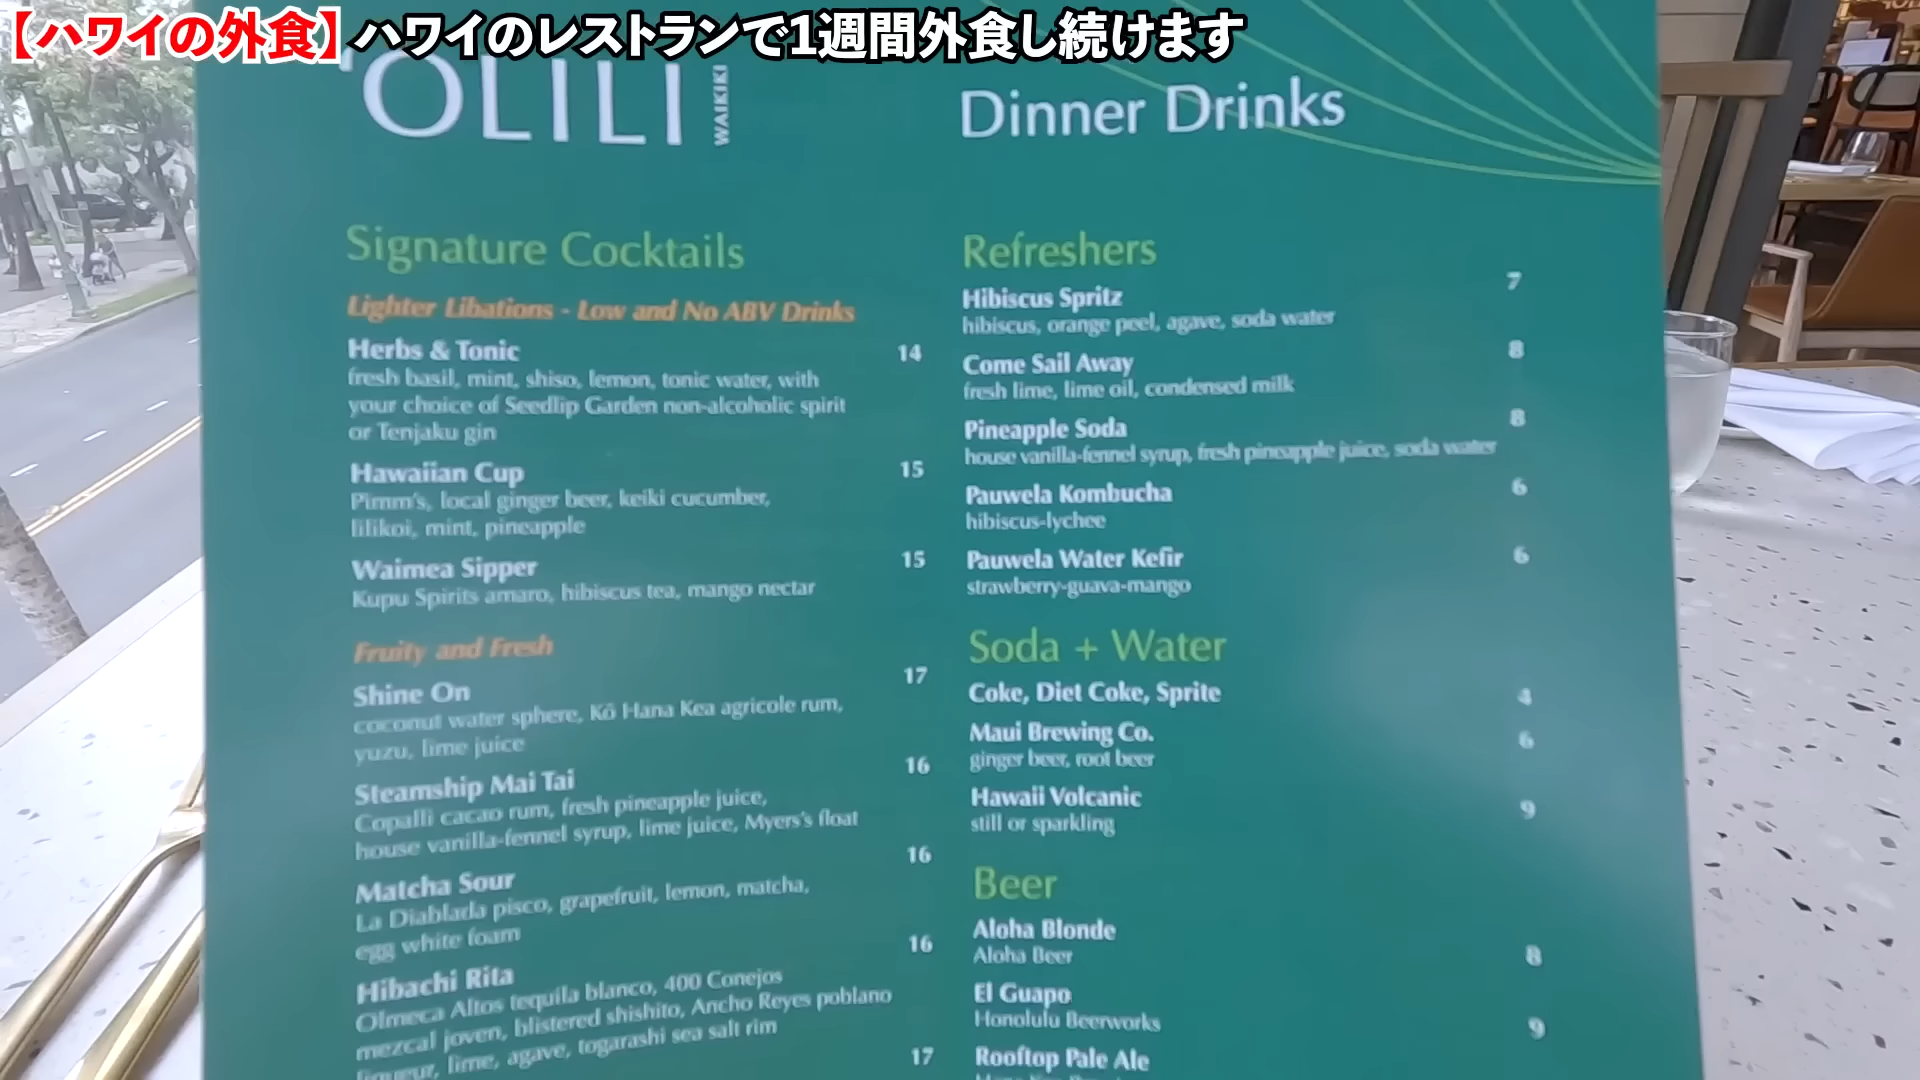 【ハワイの外食】ハワイのレストランで1週間外食し続けます
'OLILI WAIKIKI
Dinner Drinks
Signature Cocktails
Lighter Libations - Low and No ABV Drinks
Herbs & Tonic 14
fresh basil, mint, shiso, lemon, tonic water, with
your choice of Seedlip Garden non-alcoholic spirit
or Tenjaku gin
Hawaiian Cup 15
Pimm's, local ginger beer, keiki cucumber,
lilikoi, mint, pineapple
Waimea Sipper 15
Kupu Spirits amaro, hibiscus tea, mango nectar
Fruity and Fresh
Shine On 17
coconut water sphere, Kō Hana Kea agricole rum,
yuzu, lime juice
Steamship Mai Tai 16
Copalli cacao rum, fresh pineapple juice,
house vanilla-fennel syrup, lime juice, Myers's float
Matcha Sour 16
La Diablada pisco, grapefruit, lemon, matcha,
egg white foam
Hibachi Rita 16
Olmeca Altos tequila blanco, 400 Conejos
mezcal joven, blistered shishito, Ancho Reyes poblano
liqueur, lime, agave, togarashi sea salt rim
17
Refreshers
Hibiscus Spritz 7
hibiscus, orange peel, agave, soda water
Come Sail Away 8
fresh lime, lime oil, condensed milk
Pineapple Soda 8
house vanilla-fennel syrup, fresh pineapple juice, soda water
Pauwela Kombucha 6
hibiscus-lychee
Pauwela Water Kefir 6
strawberry-guava-mango
Soda + Water
Coke, Diet Coke, Sprite 4
Maui Brewing Co. 6
ginger beer, root beer
Hawaii Volcanic 9
still or sparkling
Beer
Aloha Blonde
Aloha Beer 8
El Guapo
Honolulu Beerworks 9
Rooftop Pale Ale